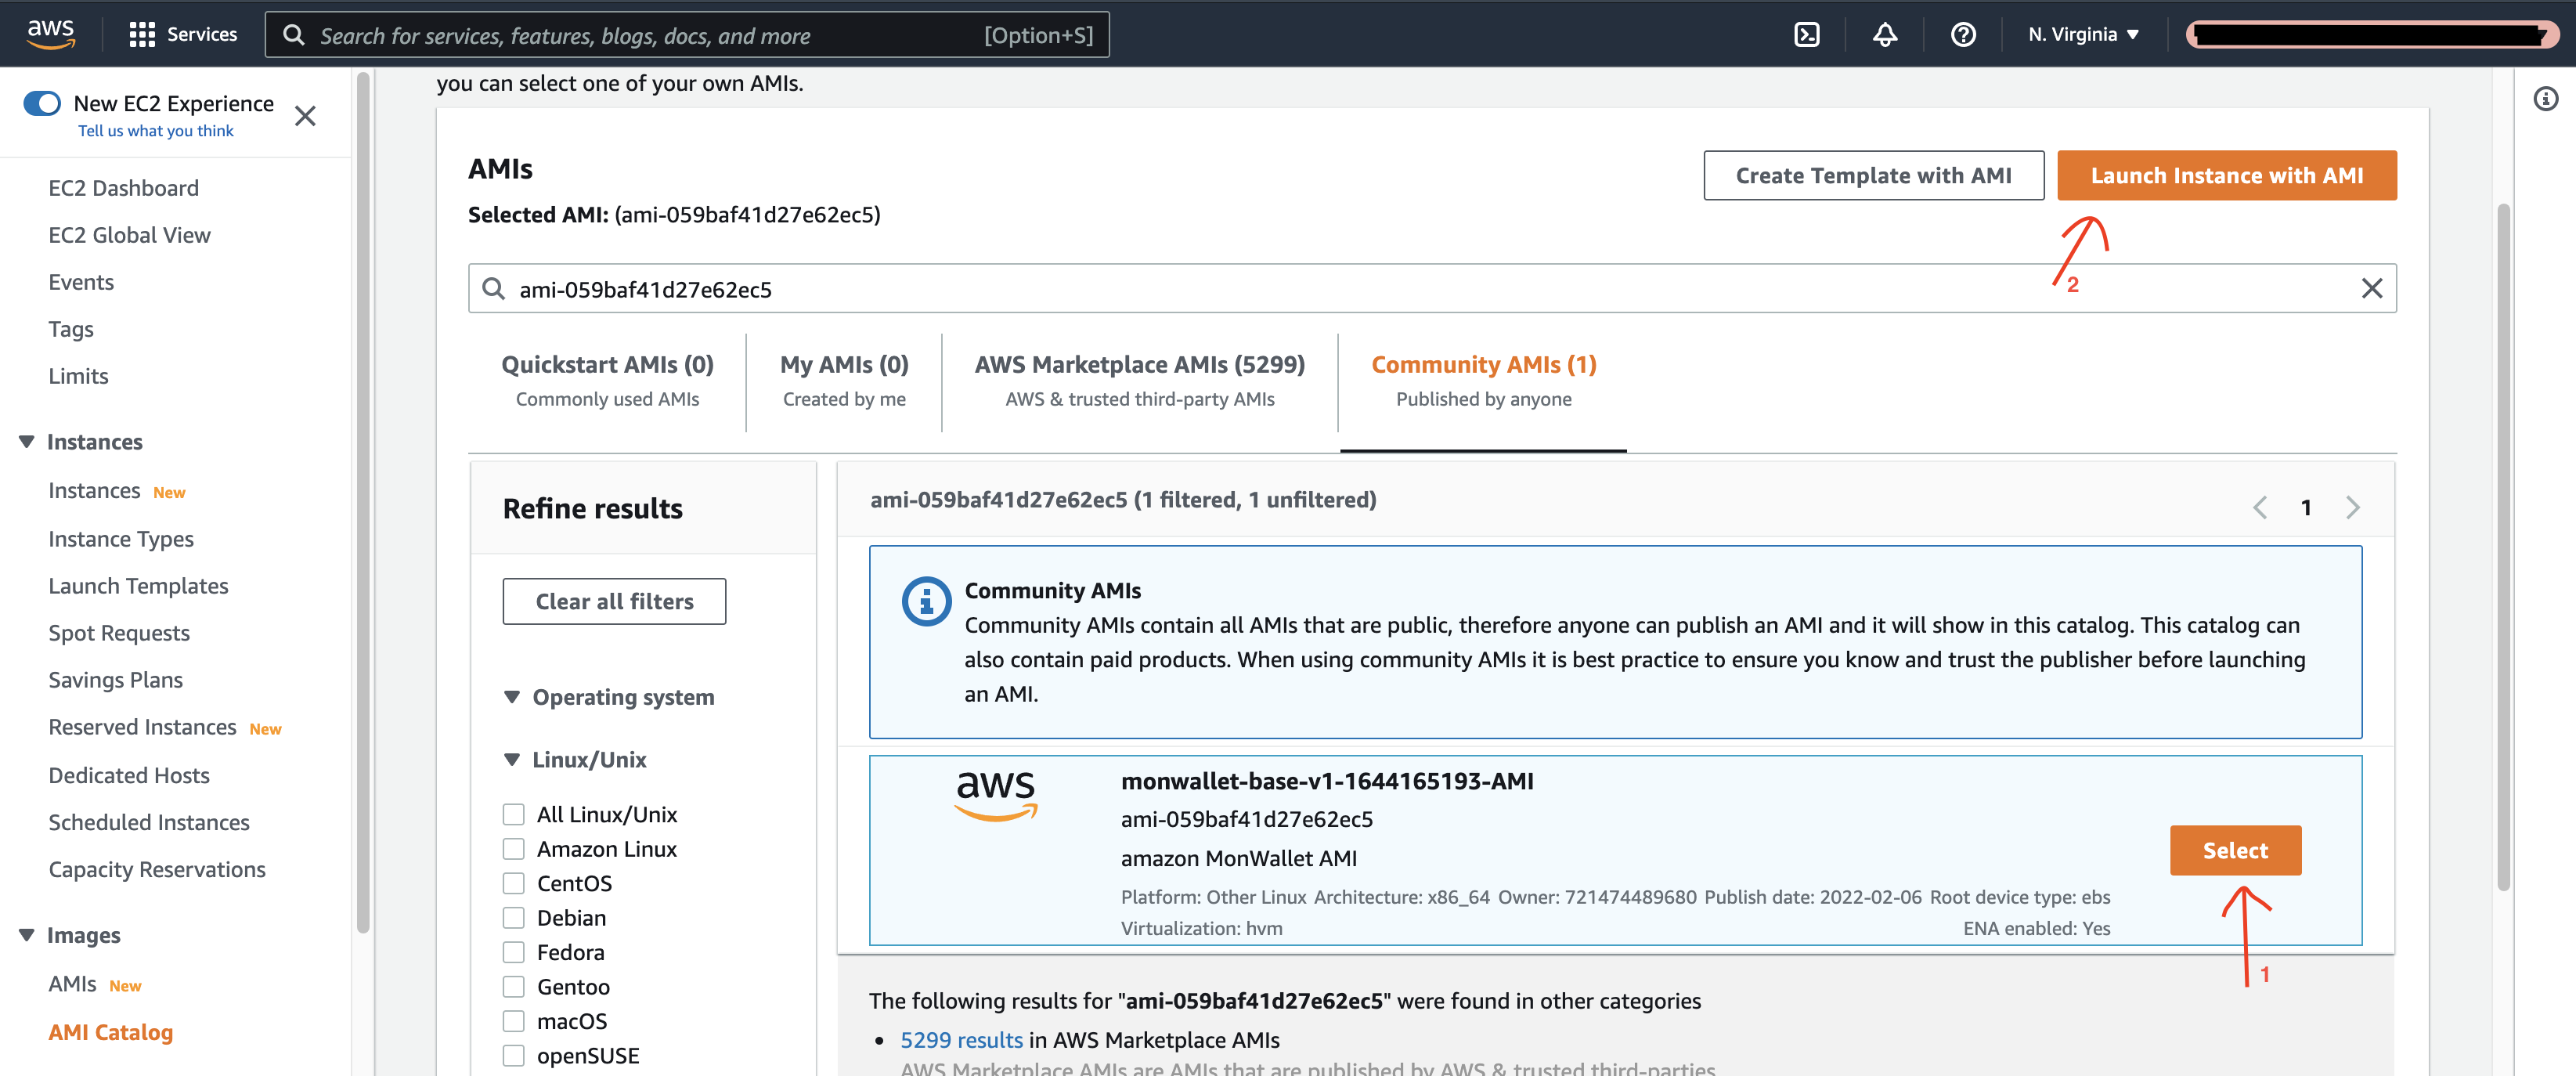 aws
Services
Search for services, features, blogs, docs, and more [Option+S]
N. Virginia
New EC2 Experience
Tell us what you think
EC2 Dashboard
EC2 Global View
Events
Tags
Limits
Instances
Instances New
Instance Types
Launch Templates
Spot Requests
Savings Plans
Reserved Instances New
Dedicated Hosts
Scheduled Instances
Capacity Reservations
Images
AMIs New
AMI Catalog
you can select one of your own AMIs.
AMIs
Create Template with AMI
Launch Instance with AMI
Selected AMI: (ami-059baf41d27e62ec5)
2
ami-059baf41d27e62ec5
Quickstart AMIs (0)
Commonly used AMIs
My AMIs (0)
Created by me
AWS Marketplace AMIs (5299)
AWS & trusted third-party AMIs
Community AMIs (1)
Published by anyone
Refine results
Clear all filters
Operating system
Linux/Unix
All Linux/Unix
Amazon Linux
CentOS
Debian
Fedora
Gentoo
macOS
openSUSE
ami-059baf41d27e62ec5 (1 filtered, 1 unfiltered)
1
Community AMIs
Community AMIs contain all AMIs that are public, therefore anyone can publish an AMI and it will show in this catalog. This catalog can
also contain paid products. When using community AMIs it is best practice to ensure you know and trust the publisher before launching
an AMI.
aws
monwallet-base-v1-1644165193-AMI
ami-059baf41d27e62ec5
amazon MonWallet AMI
Platform: Other Linux Architecture: x86_64 Owner: 721474489680 Publish date: 2022-02-06 Root device type: ebs
Virtualization: hvm ENA enabled: Yes
Select
1
The following results for "ami-059baf41d27e62ec5" were found in other categories
• 5299 results in AWS Marketplace AMIs
AWS Marketplace AMIs are AMIs that are published by AWS & trusted third-parties